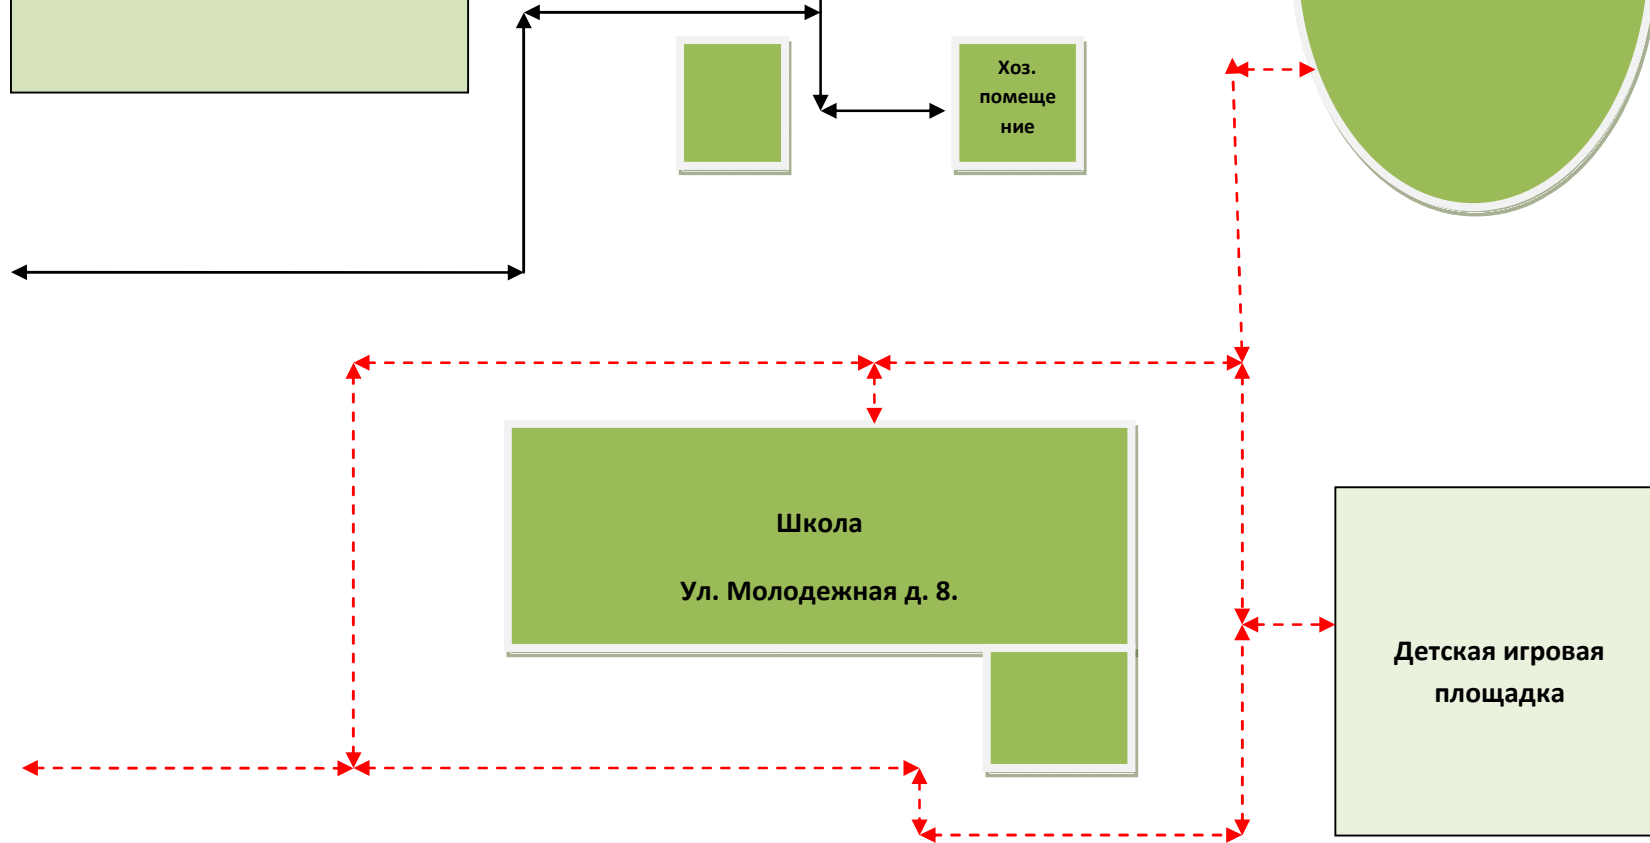 Хоз.
помеще
ние
Школа
Ул. Молодежная д. 8.
Детская игровая
площадка